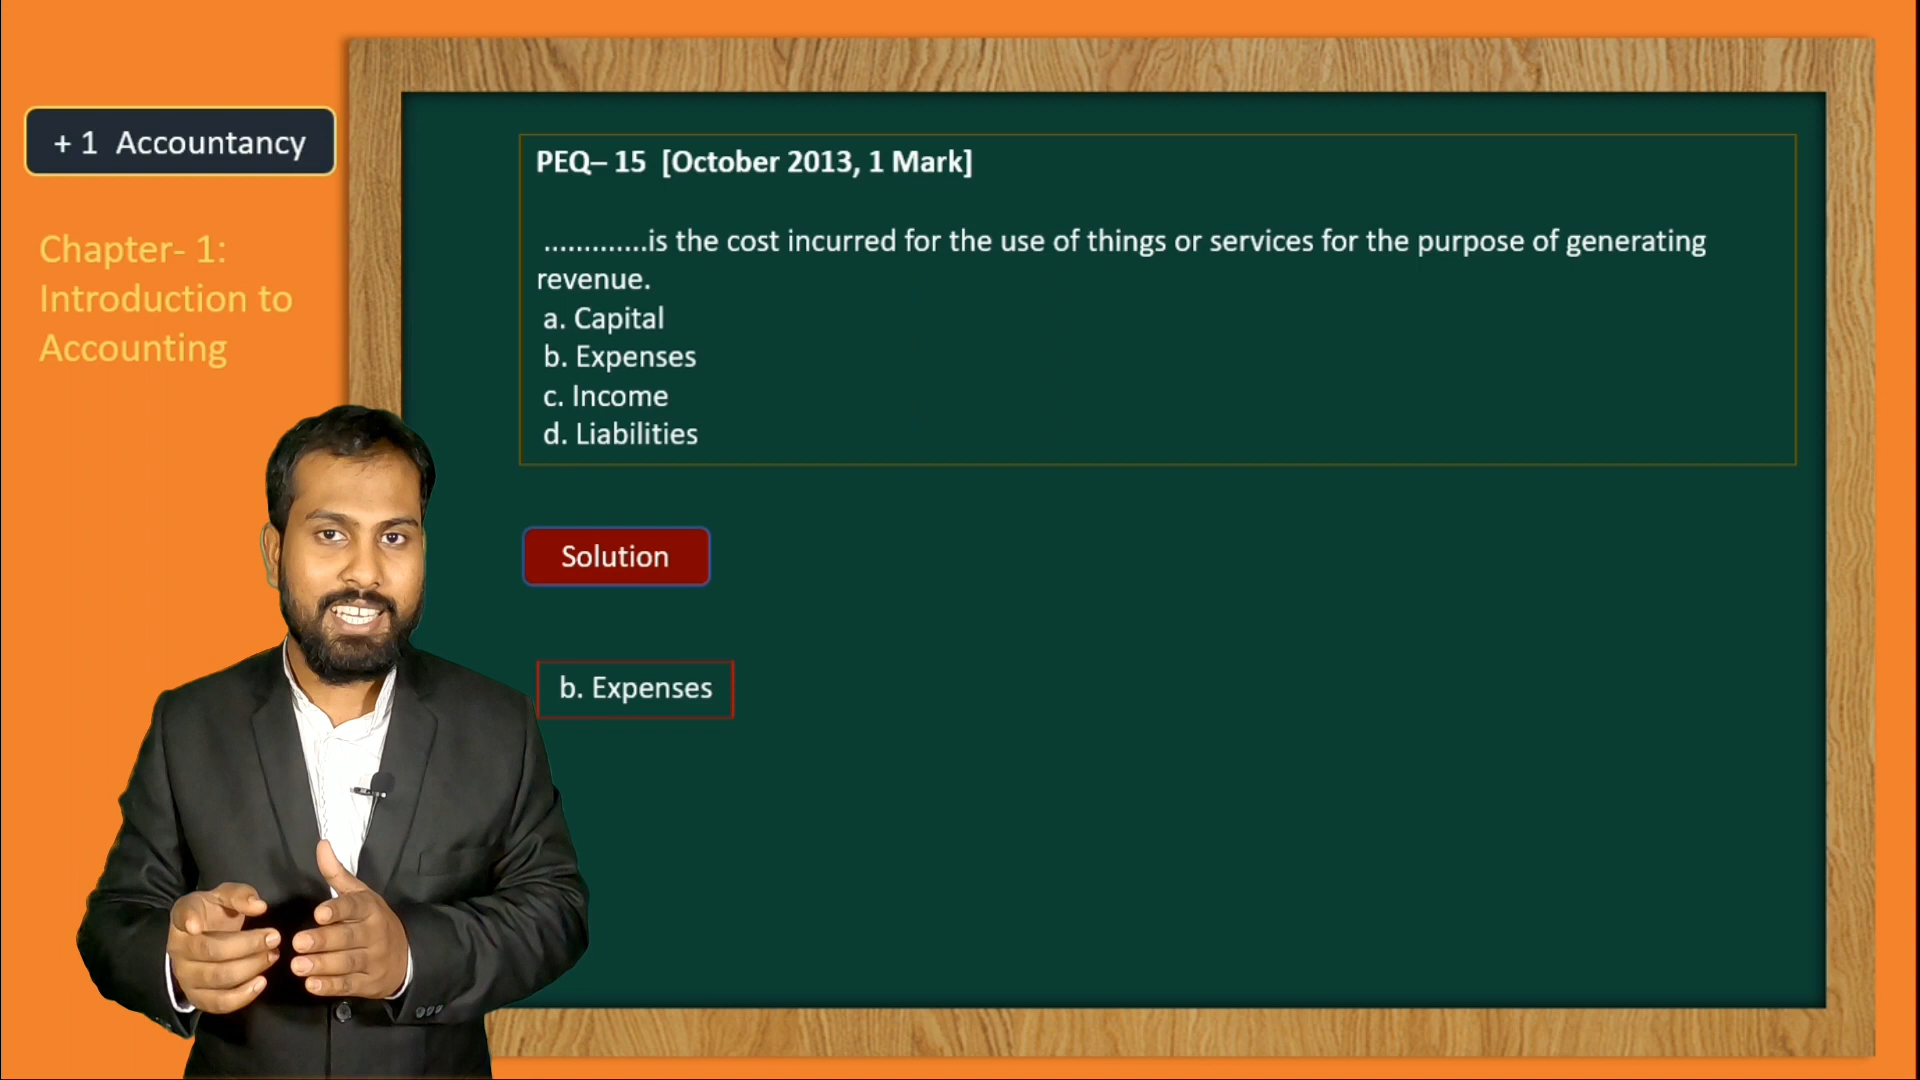 + 1 Accountancy
Chapter- 1:
Introduction to
Accounting
PEQ– 15 [October 2013, 1 Mark]
.............is the cost incurred for the use of things or services for the purpose of generating
revenue.
a. Capital
b. Expenses
c. Income
d. Liabilities
Solution
b. Expenses